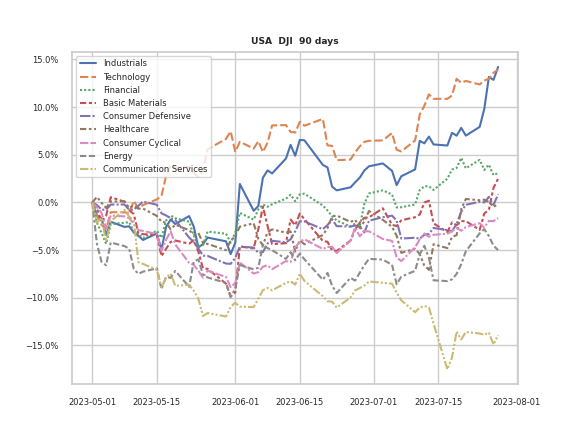 USA DJI 90 days
15.0%
10.0%
5.0%
0.0%
−5.0%
−10.0%
−15.0%
Industrials
Technology
Financial
Basic Materials
Consumer Defensive
Healthcare
Consumer Cyclical
Energy
Communication Services
2023-05-01 2023-05-15 2023-06-01 2023-06-15 2023-07-01 2023-07-15 2023-08-01